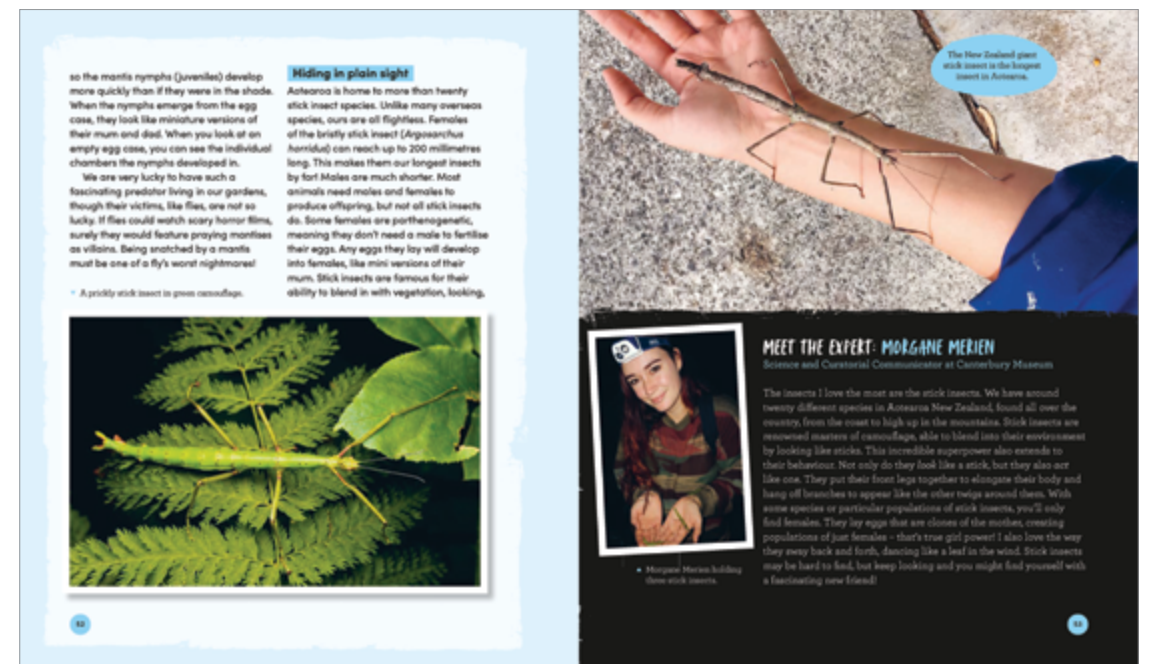 so the mantis nymphs (juveniles) develop
more quickly than if they were in the shade.
When the nymphs emerge from the egg
case, they look like miniature versions of
their mum and dad. When you look at an
empty egg case, you can see the individual
chambers the nymphs developed in.
We are very lucky to have such a
fascinating predator living in our gardens,
though their victims, like flies, are not so
lucky. If flies could watch scary horror films,
surely they would feature praying mantises
as villains. Being snatched by a mantis
must be one of a fly's worst nightmares!
A prickly stick insect in green camouflage.
Hiding in plain sight
Aotearoa is home to more than twenty
stick insect species. Unlike many overseas
species, ours are all flightless. Females
of the bristly stick insect (Argosarchus
horridus) can reach up to 200 millimetres
long. This makes them our longest insects
by far! Males are much shorter. Most
animals need males and females to
produce offspring, but not all stick insects
do. Some females are parthenogenetic,
meaning they don't need a male to fertilise
their eggs. Any eggs they lay will develop
into females, like mini versions of their
mum. Stick insects are famous for their
ability to blend in with vegetation, looking,
52
The New Zealand giant
stick insect is the longest
insect in Aotearoa.
MEET THE EXPERT: MORGANE MERIEN
Science and Curatorial Communicator at Canterbury Museum
The insects I love the most are the stick insects. We have around
twenty different species in Aotearoa New Zealand, found all over the
country, from the coast to high up in the mountains. Stick insects are
renowned masters of camouflage, able to blend into their environment
by looking like sticks. This incredible superpower also extends to
their behaviour. Not only do they look like a stick, but they also act
like one. They put their front legs together to elongate their body and
hang off branches to appear like the other twigs around them. With
some species or particular populations of stick insects, you'll only
find females. They lay eggs that are clones of the mother, creating
populations of just females – that's true girl power! I also love the way
they sway back and forth, dancing like a leaf in the wind. Stick insects
may be hard to find, but keep looking and you might find yourself with
a fascinating new friend!
Morgane Merien holding
three stick insects.
53